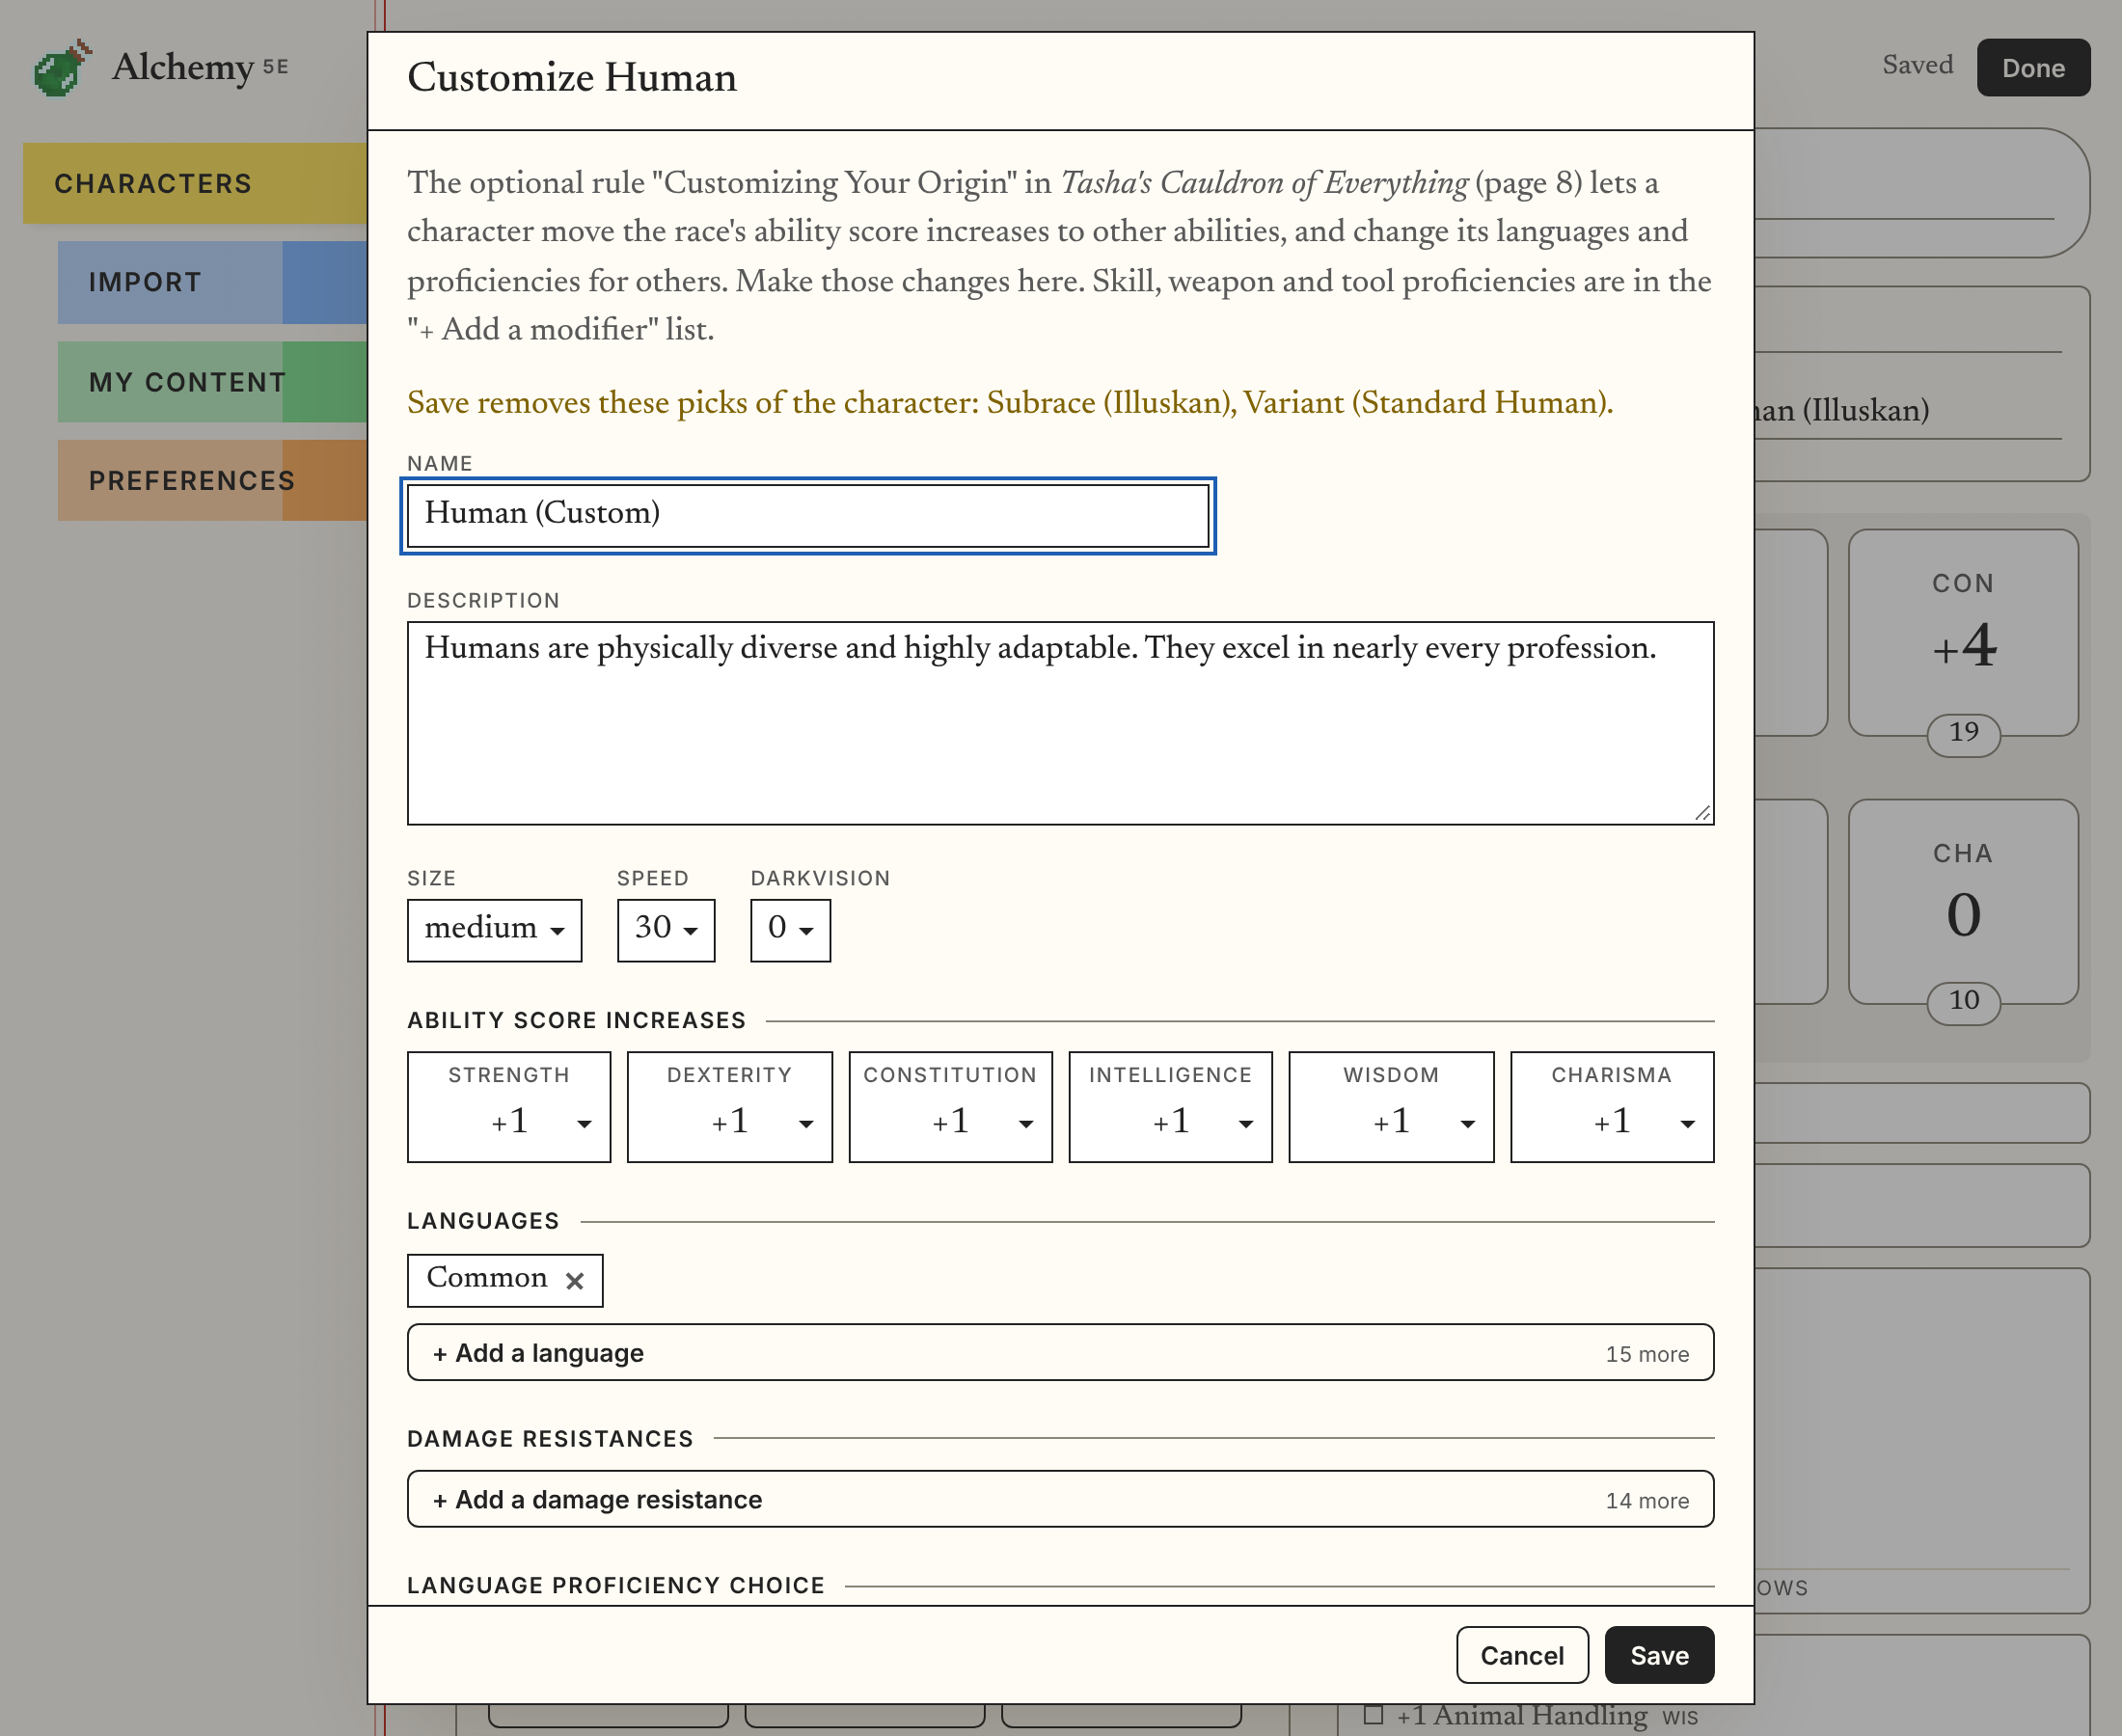 Alchemy 5E
CHARACTERS
IMPORT
MY CONTENT
PREFERENCES
Saved
Done
Customize Human
The optional rule "Customizing Your Origin" in Tasha's Cauldron of Everything (page 8) lets a
character move the race's ability score increases to other abilities, and change its languages and
proficiencies for others. Make those changes here. Skill, weapon and tool proficiencies are in the
"+ Add a modifier" list.
Save removes these picks of the character: Subrace (Illuskan), Variant (Standard Human).
NAME
Human (Custom)
DESCRIPTION
Humans are physically diverse and highly adaptable. They excel in nearly every profession.
SIZE SPEED DARKVISION
medium 30 0
ABILITY SCORE INCREASES
STRENGTH DEXTERITY CONSTITUTION INTELLIGENCE WISDOM CHARISMA
+1 +1 +1 +1 +1 +1
LANGUAGES
Common ×
+ Add a language 15 more
DAMAGE RESISTANCES
+ Add a damage resistance 14 more
LANGUAGE PROFICIENCY CHOICE
Cancel Save
(Illuskan)
CON
+4
19
CHA
0
10
+1 Animal Handling WIS